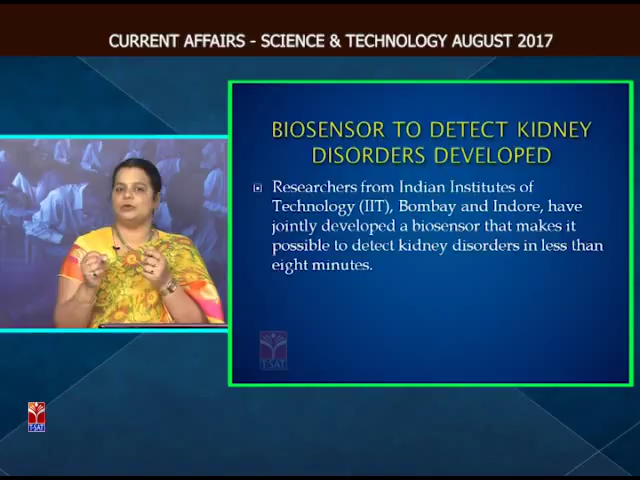 CURRENT AFFAIRS - SCIENCE & TECHNOLOGY AUGUST 2017
BIOSENSOR TO DETECT KIDNEY
DISORDERS DEVELOPED
Researchers from Indian Institutes of
Technology (IIT), Bombay and Indore, have
jointly developed a biosensor that makes it
possible to detect kidney disorders in less than
eight minutes.
T-SAT
T-SAT